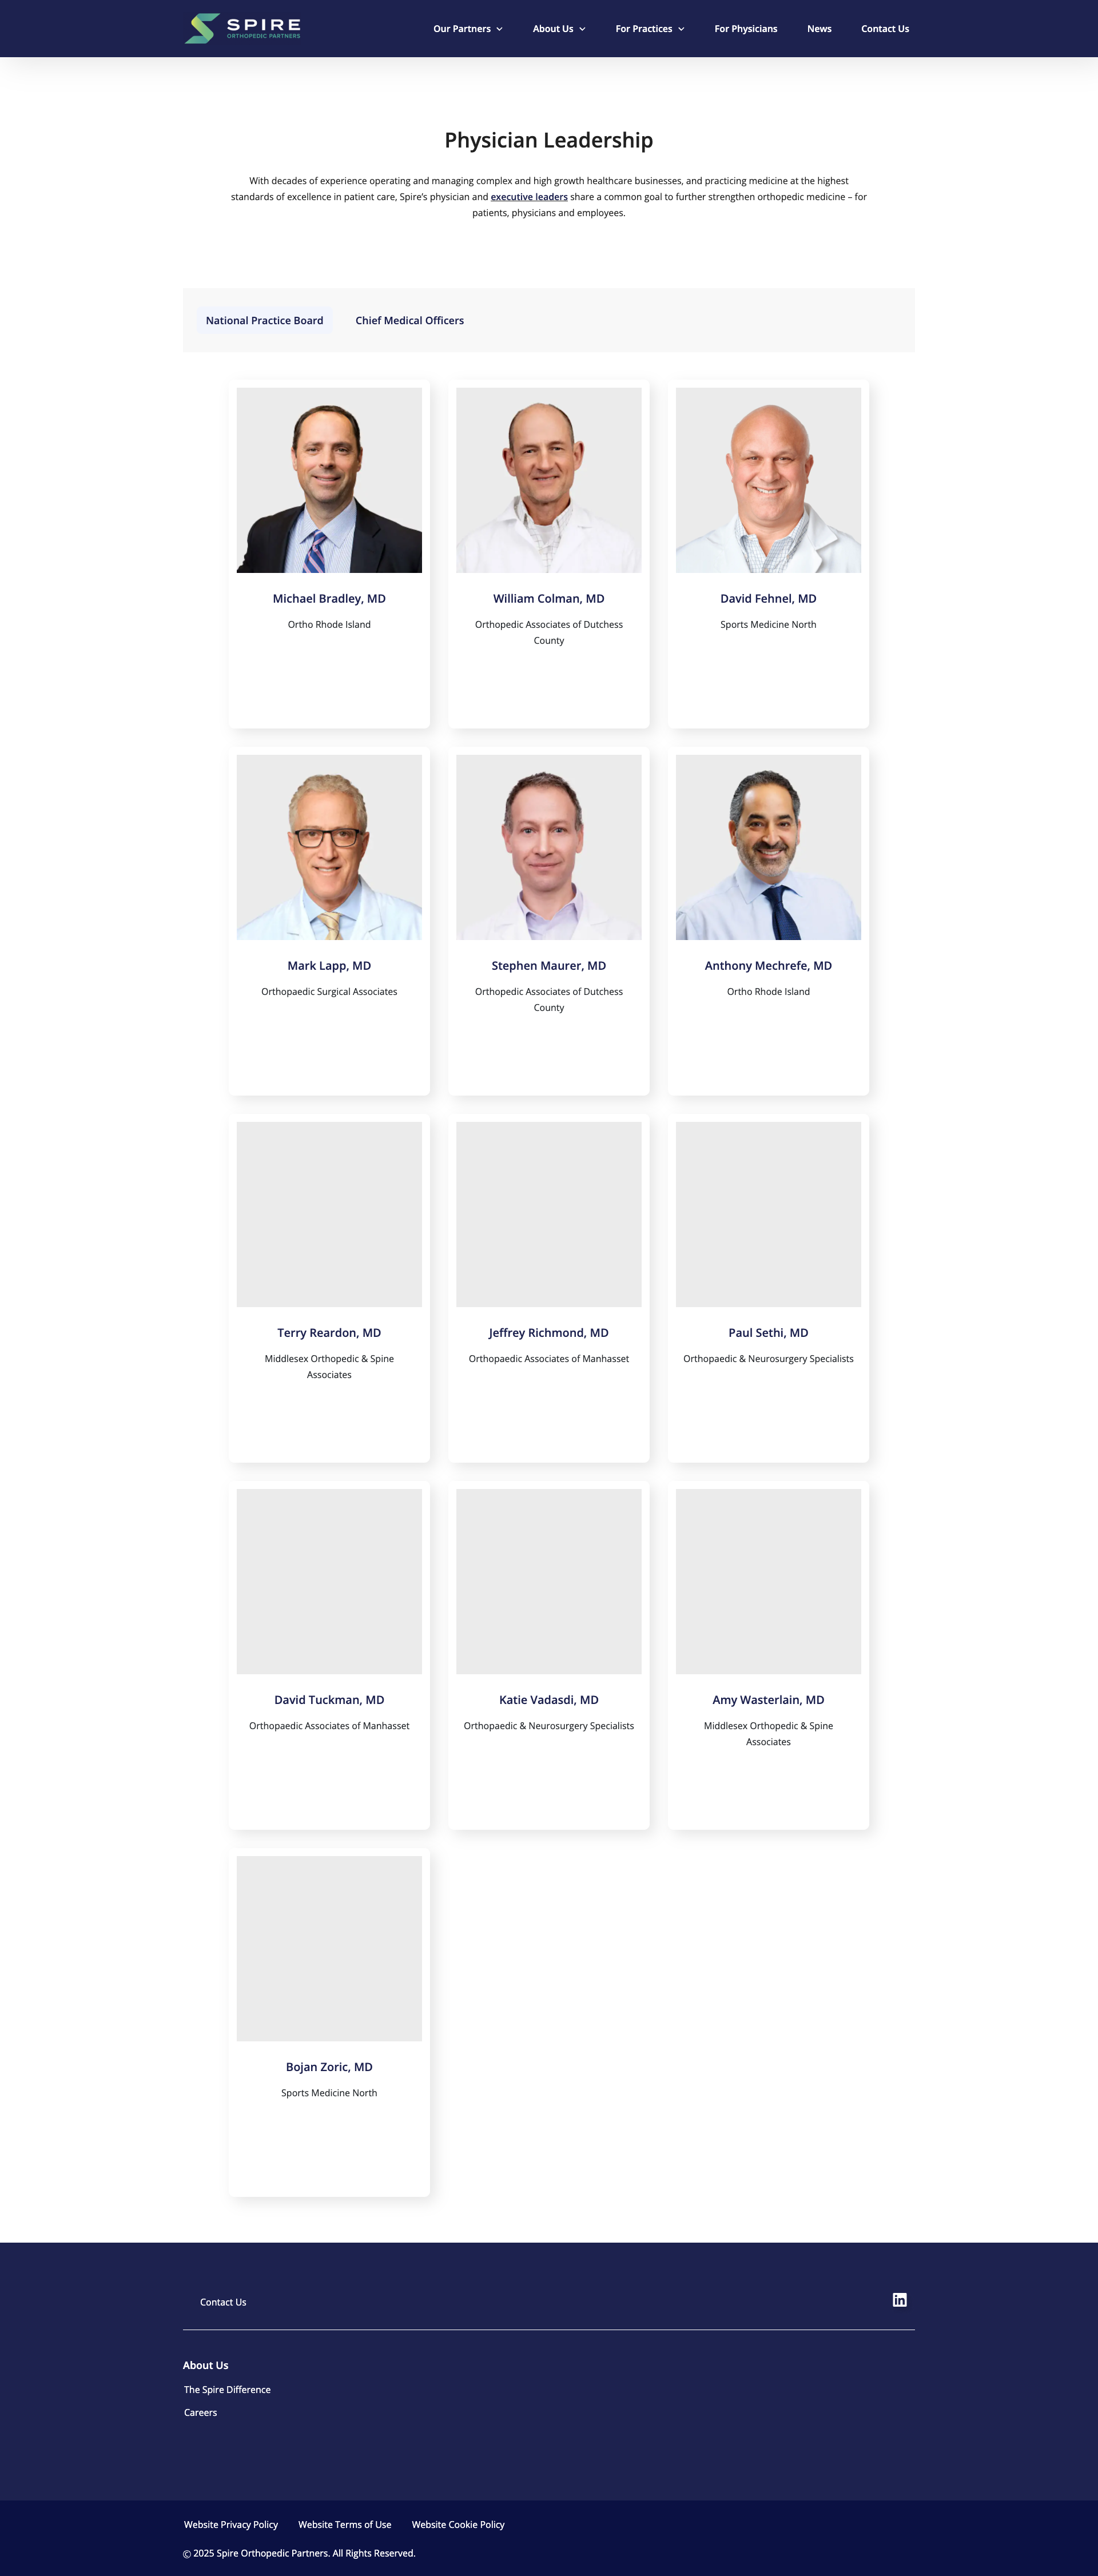 SPIRE
ORTHOPEDIC PARTNERS
Our Partners
About Us
For Practices
For Physicians
News
Contact Us
Physician Leadership
With decades of experience operating and managing complex and high growth healthcare businesses, and practicing medicine at the highest
standards of excellence in patient care, Spire’s physician and executive leaders share a common goal to further strengthen orthopedic medicine – for
patients, physicians and employees.
National Practice Board
Chief Medical Officers
Michael Bradley, MD
Ortho Rhode Island
William Colman, MD
Orthopedic Associates of Dutchess
County
David Fehnel, MD
Sports Medicine North
Mark Lapp, MD
Orthopaedic Surgical Associates
Stephen Maurer, MD
Orthopedic Associates of Dutchess
County
Anthony Mechrefe, MD
Ortho Rhode Island
Terry Reardon, MD
Middlesex Orthopedic & Spine
Associates
Jeffrey Richmond, MD
Orthopaedic Associates of Manhasset
Paul Sethi, MD
Orthopaedic & Neurosurgery Specialists
David Tuckman, MD
Orthopaedic Associates of Manhasset
Katie Vadasdi, MD
Orthopaedic & Neurosurgery Specialists
Amy Wasterlain, MD
Middlesex Orthopedic & Spine
Associates
Bojan Zoric, MD
Sports Medicine North
Contact Us
in
About Us
The Spire Difference
Careers
Website Privacy Policy
Website Terms of Use
Website Cookie Policy
© 2025 Spire Orthopedic Partners. All Rights Reserved.